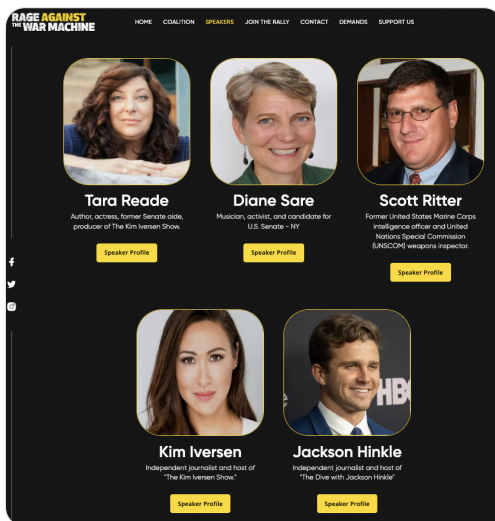 RAGE AGAINST
THE WAR MACHINE
HOME COALITION SPEAKERS JOIN THE RALLY CONTACT DEMANDS SUPPORT US
Tara Reade
Author, actress, former Senate aide,
producer of The Kim Iversen Show.
Speaker Profile
Diane Sare
Musician, activist, and candidate for
U.S. Senate - NY
Speaker Profile
Scott Ritter
Former United States Marine Corps
intelligence officer and United
Nations Special Commission
(UNSCOM) weapons inspector.
Speaker Profile
Kim Iversen
Independent journalist and host of
"The Kim Iversen Show."
Speaker Profile
HBO
Jackson Hinkle
Independent journalist and host of
"The Dive with Jackson Hinkle"
Speaker Profile